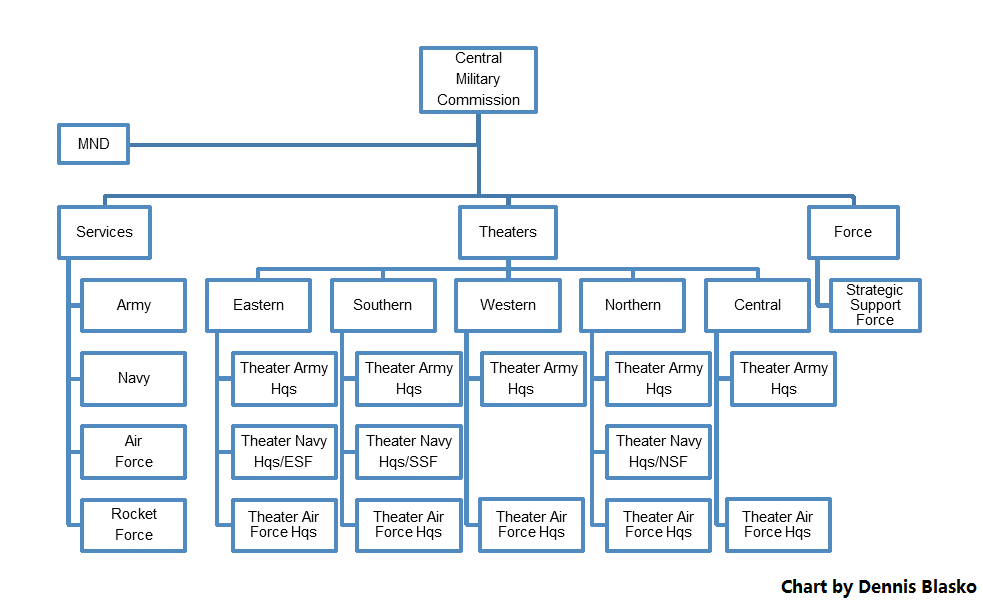 Central
Military
Commission
MND
Services
Theaters
Force
Army
Eastern
Southern
Western
Northern
Central
Strategic
Support
Force
Navy
Theater Army
Hqs
Theater Army
Hqs
Theater Army
Hqs
Theater Army
Hqs
Theater Army
Hqs
Air
Force
Theater Navy
Hqs/ESF
Theater Navy
Hqs/SSF
Theater Navy
Hqs/NSF
Rocket
Force
Theater Air
Force Hqs
Theater Air
Force Hqs
Theater Air
Force Hqs
Theater Air
Force Hqs
Theater Air
Force Hqs
Chart by Dennis Blasko